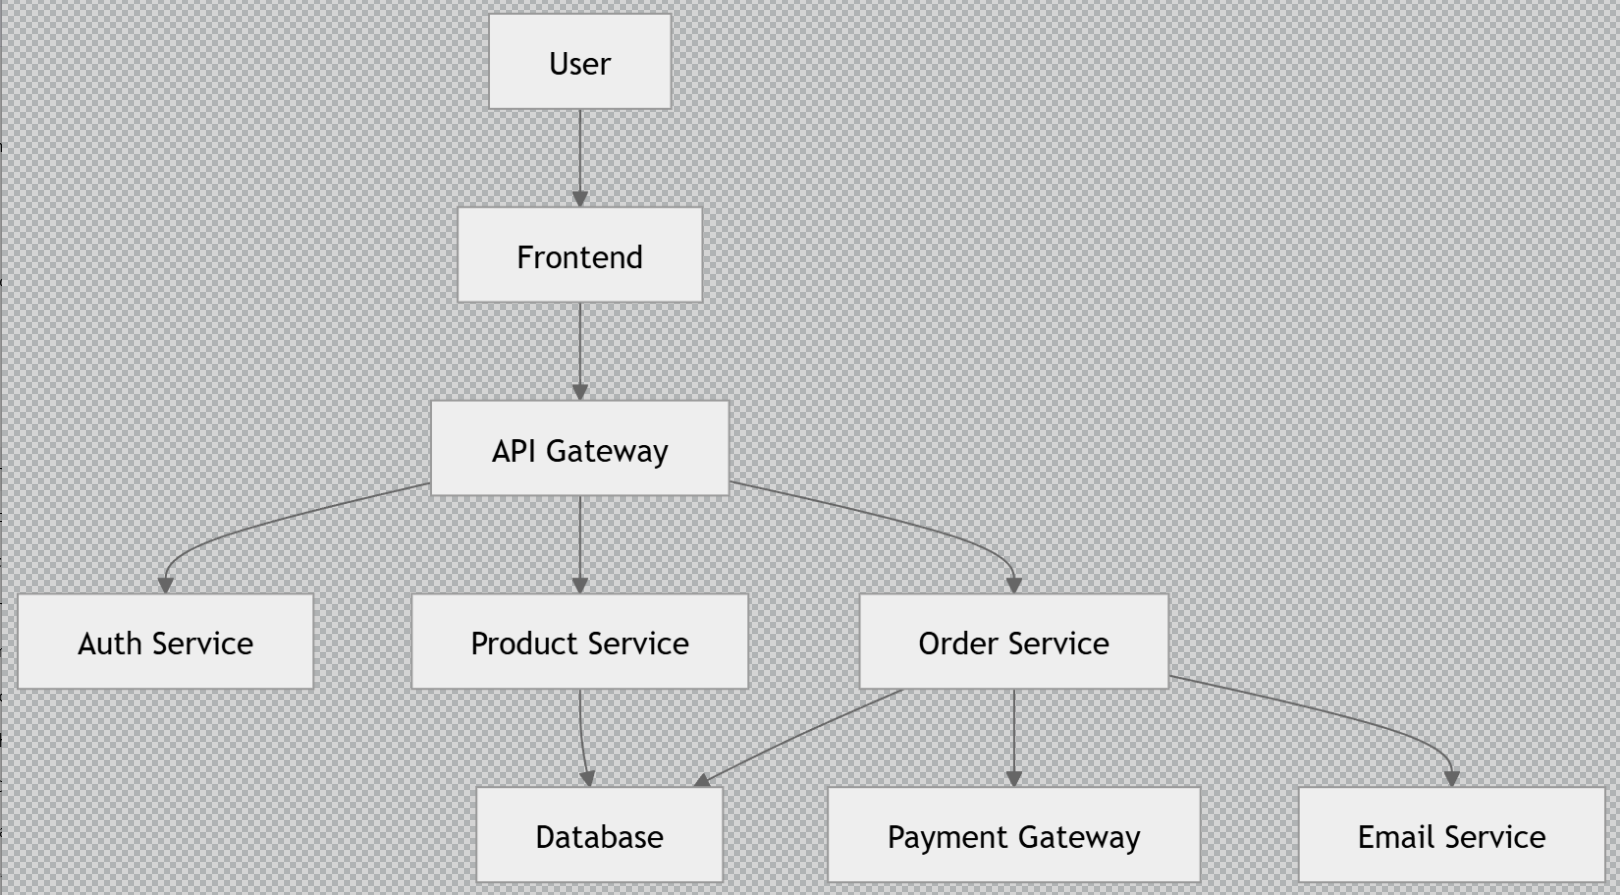 User
Frontend
API Gateway
Auth Service
Product Service
Order Service
Database
Payment Gateway
Email Service